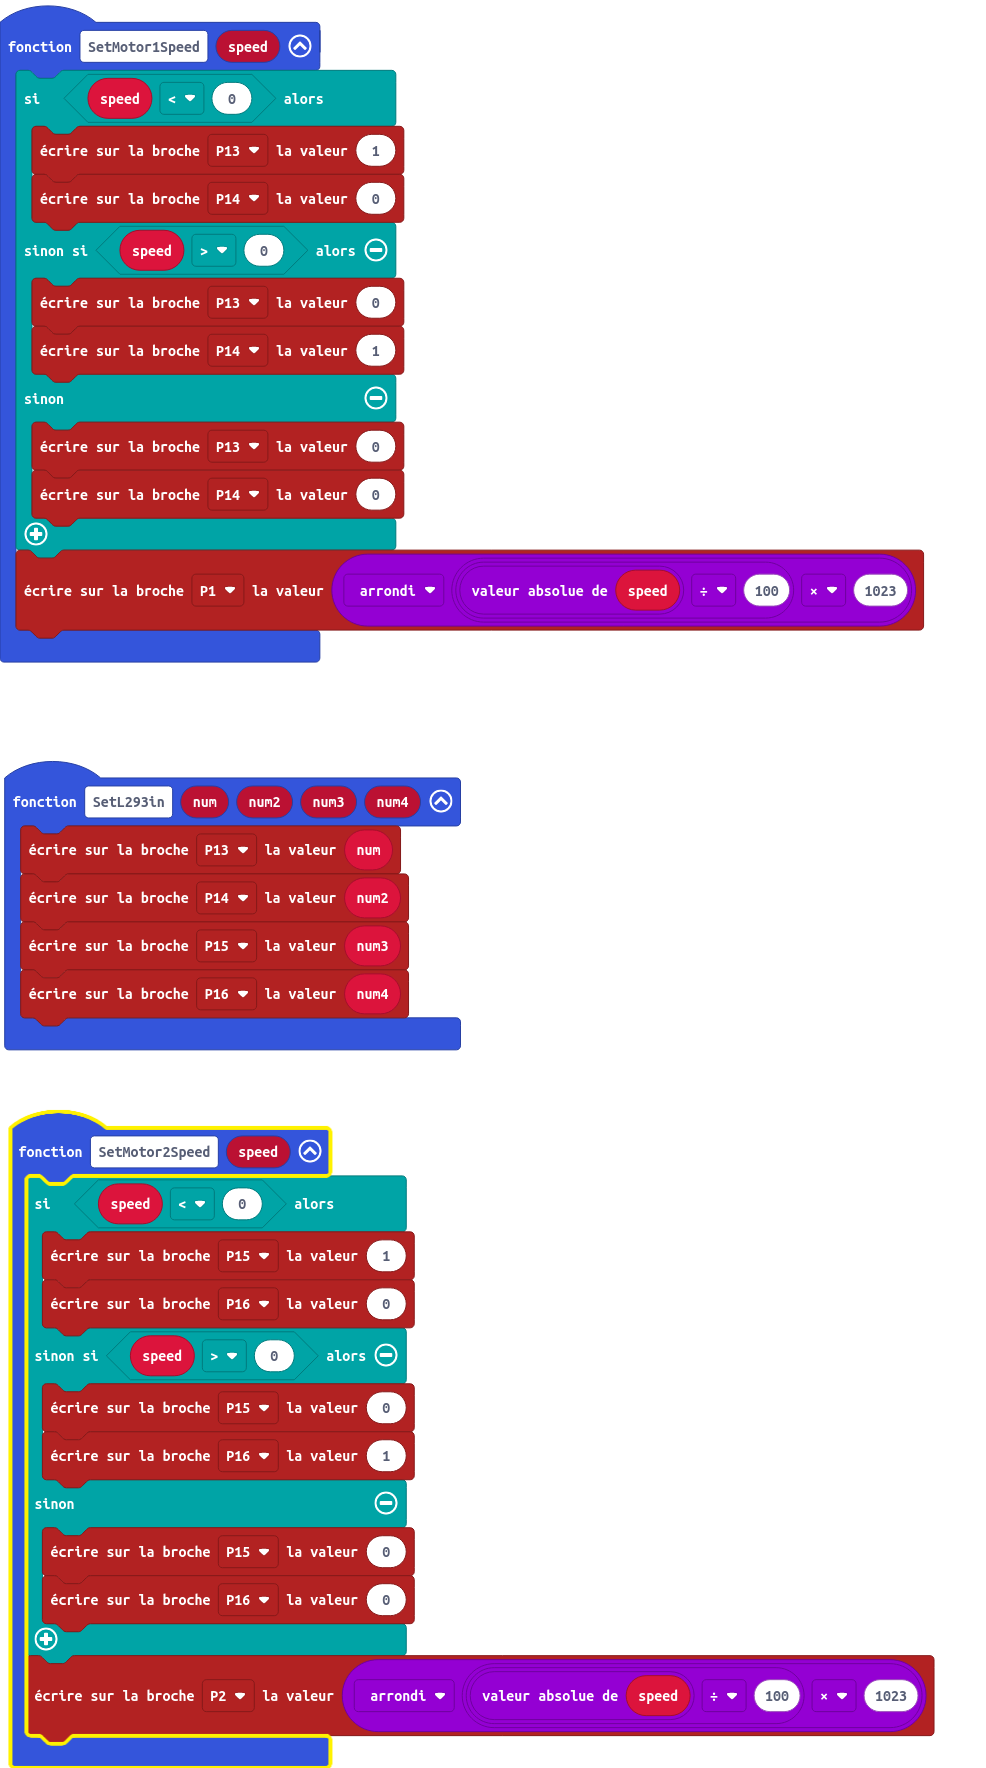 fonction SetMotor1Speed speed
si speed < 0 alors
écrire sur la broche P13 la valeur 1
écrire sur la broche P14 la valeur 0
sinon si speed > 0 alors
écrire sur la broche P13 la valeur 0
écrire sur la broche P14 la valeur 1
sinon
écrire sur la broche P13 la valeur 0
écrire sur la broche P14 la valeur 0
écrire sur la broche P1 la valeur arrondi valeur absolue de speed ÷ 100 × 1023
fonction SetL293in num num2 num3 num4
écrire sur la broche P13 la valeur num
écrire sur la broche P14 la valeur num2
écrire sur la broche P15 la valeur num3
écrire sur la broche P16 la valeur num4
fonction SetMotor2Speed speed
si speed < 0 alors
écrire sur la broche P15 la valeur 1
écrire sur la broche P16 la valeur 0
sinon si speed > 0 alors
écrire sur la broche P15 la valeur 0
écrire sur la broche P16 la valeur 1
sinon
écrire sur la broche P15 la valeur 0
écrire sur la broche P16 la valeur 0
écrire sur la broche P2 la valeur arrondi valeur absolue de speed ÷ 100 × 1023